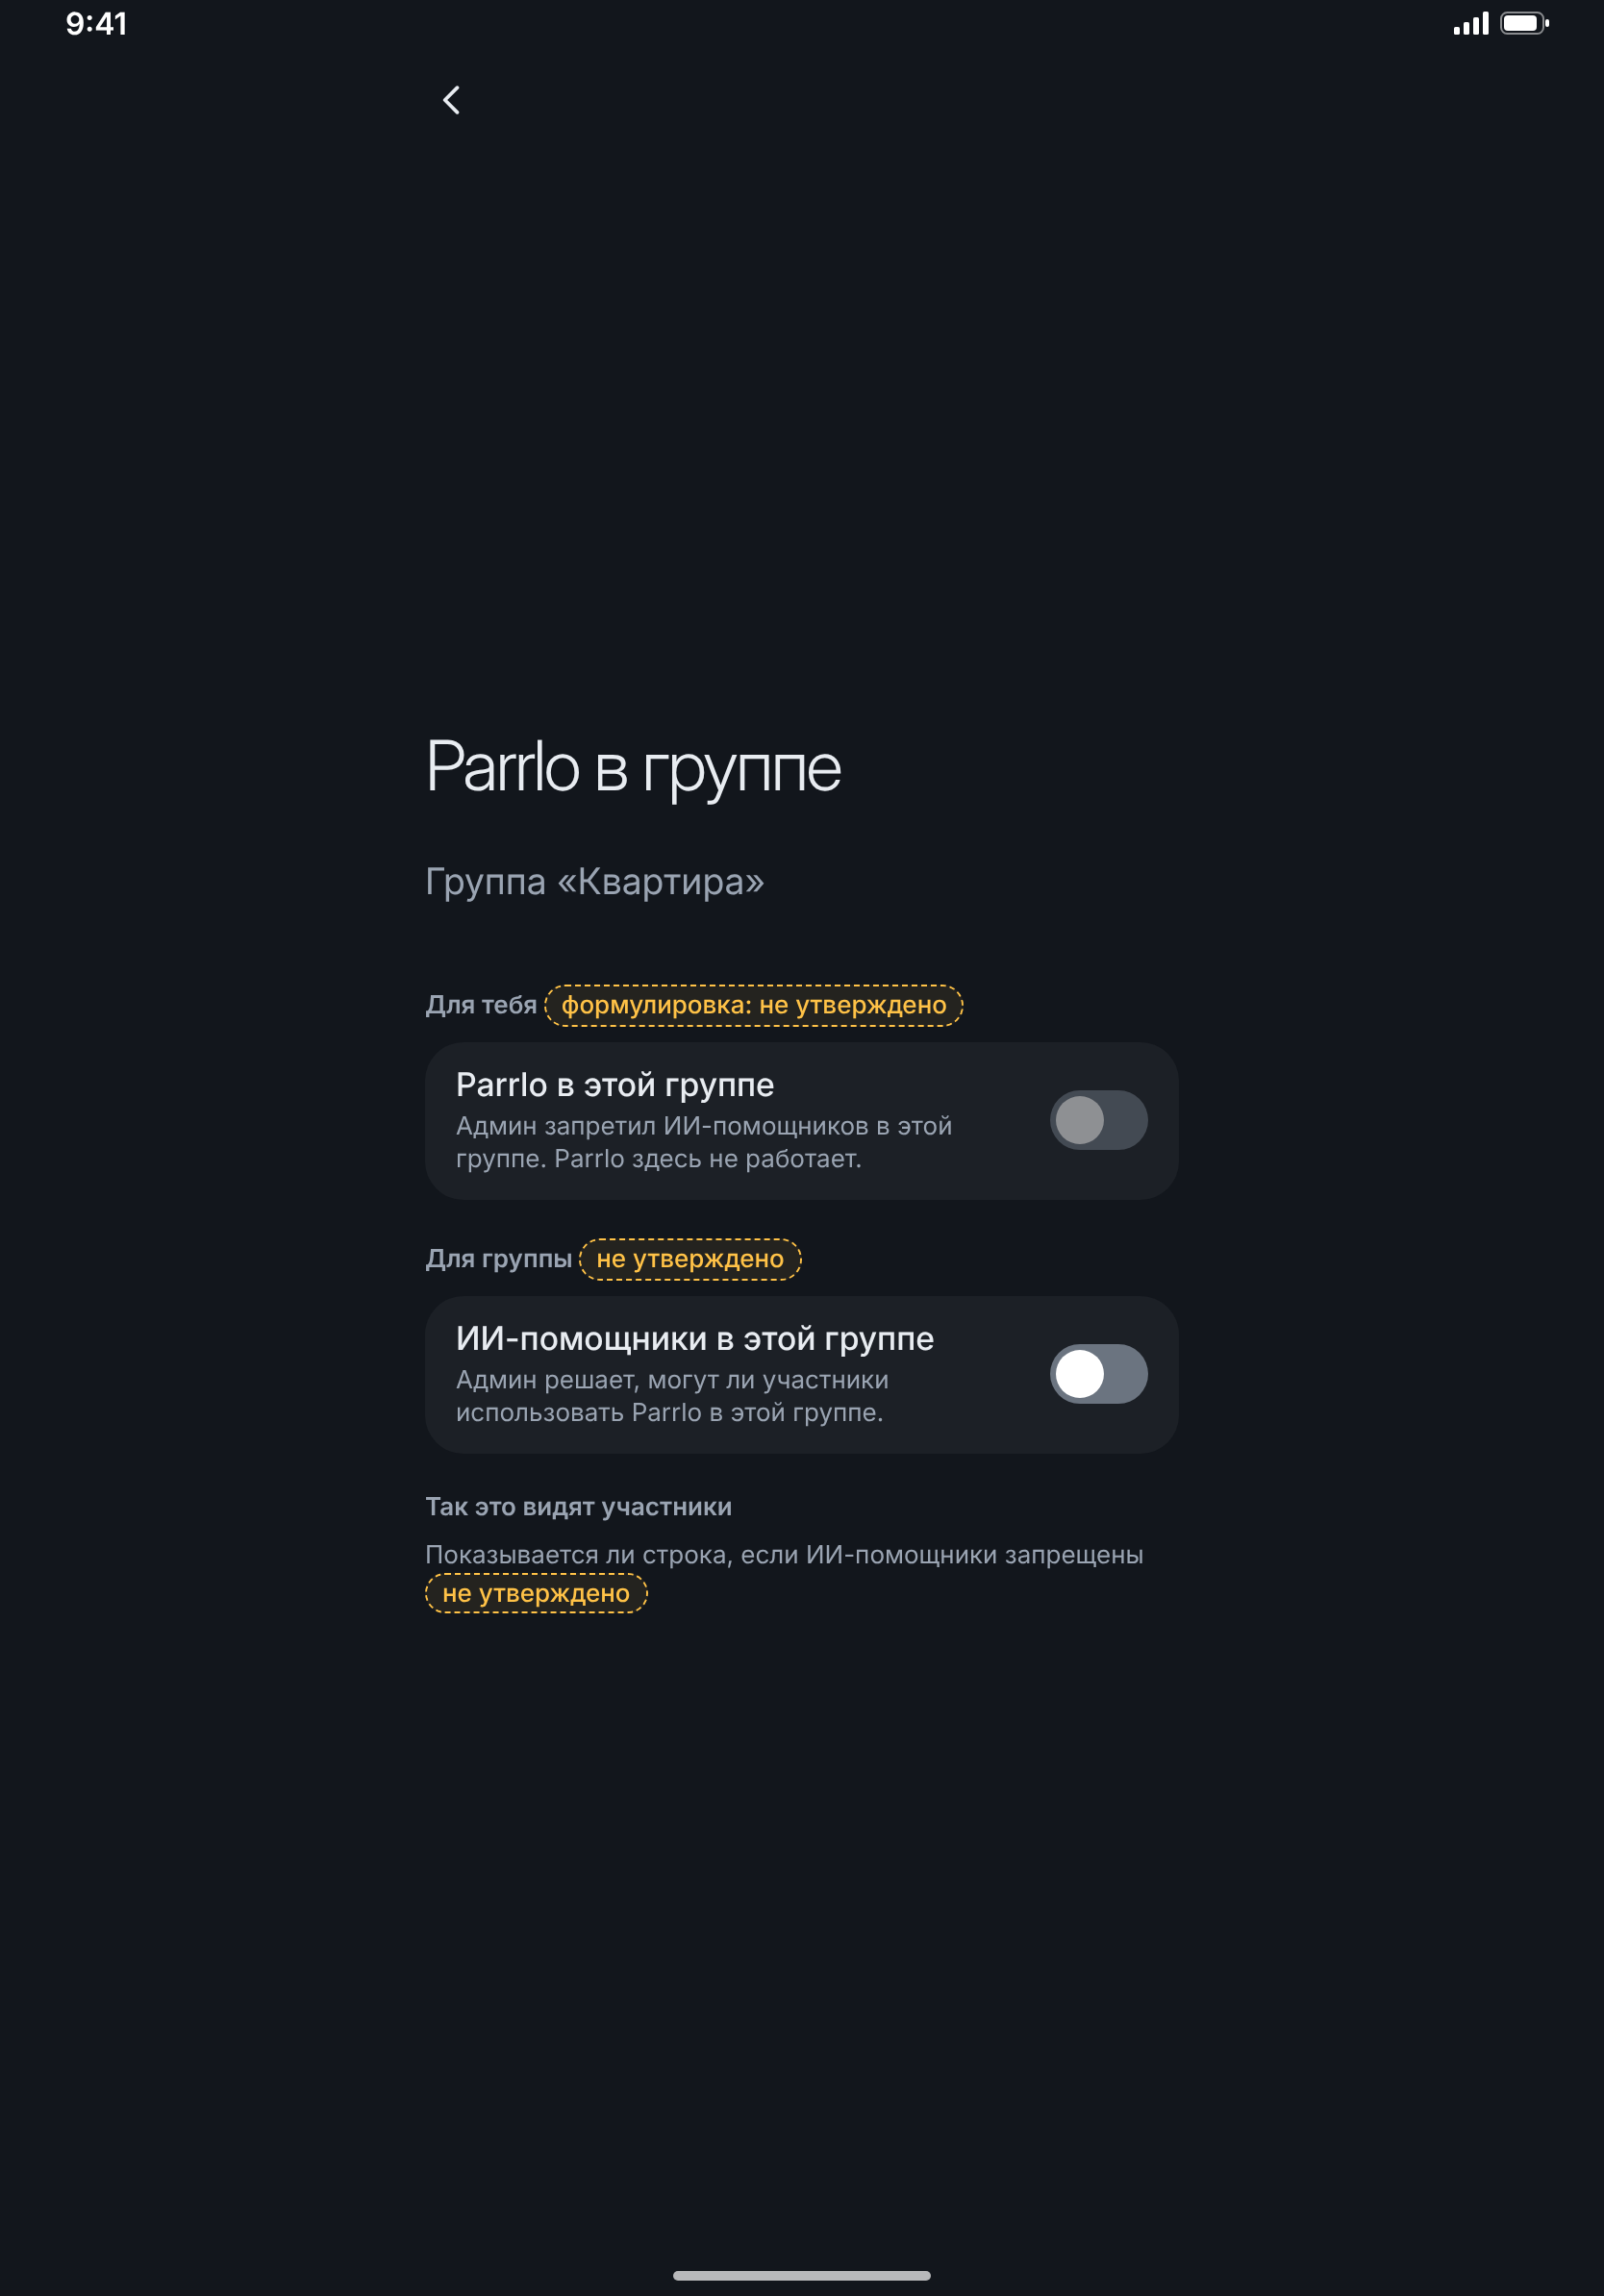 9:41
Parrlo в группе
Группа «Квартира»
Для тебя формулировка: не утверждено
Parrlo в этой группе
Админ запретил ИИ-помощников в этой
группе. Parrlo здесь не работает.
Для группы не утверждено
ИИ-помощники в этой группе
Админ решает, могут ли участники
использовать Parrlo в этой группе.
Так это видят участники
Показывается ли строка, если ИИ-помощники запрещены
не утверждено